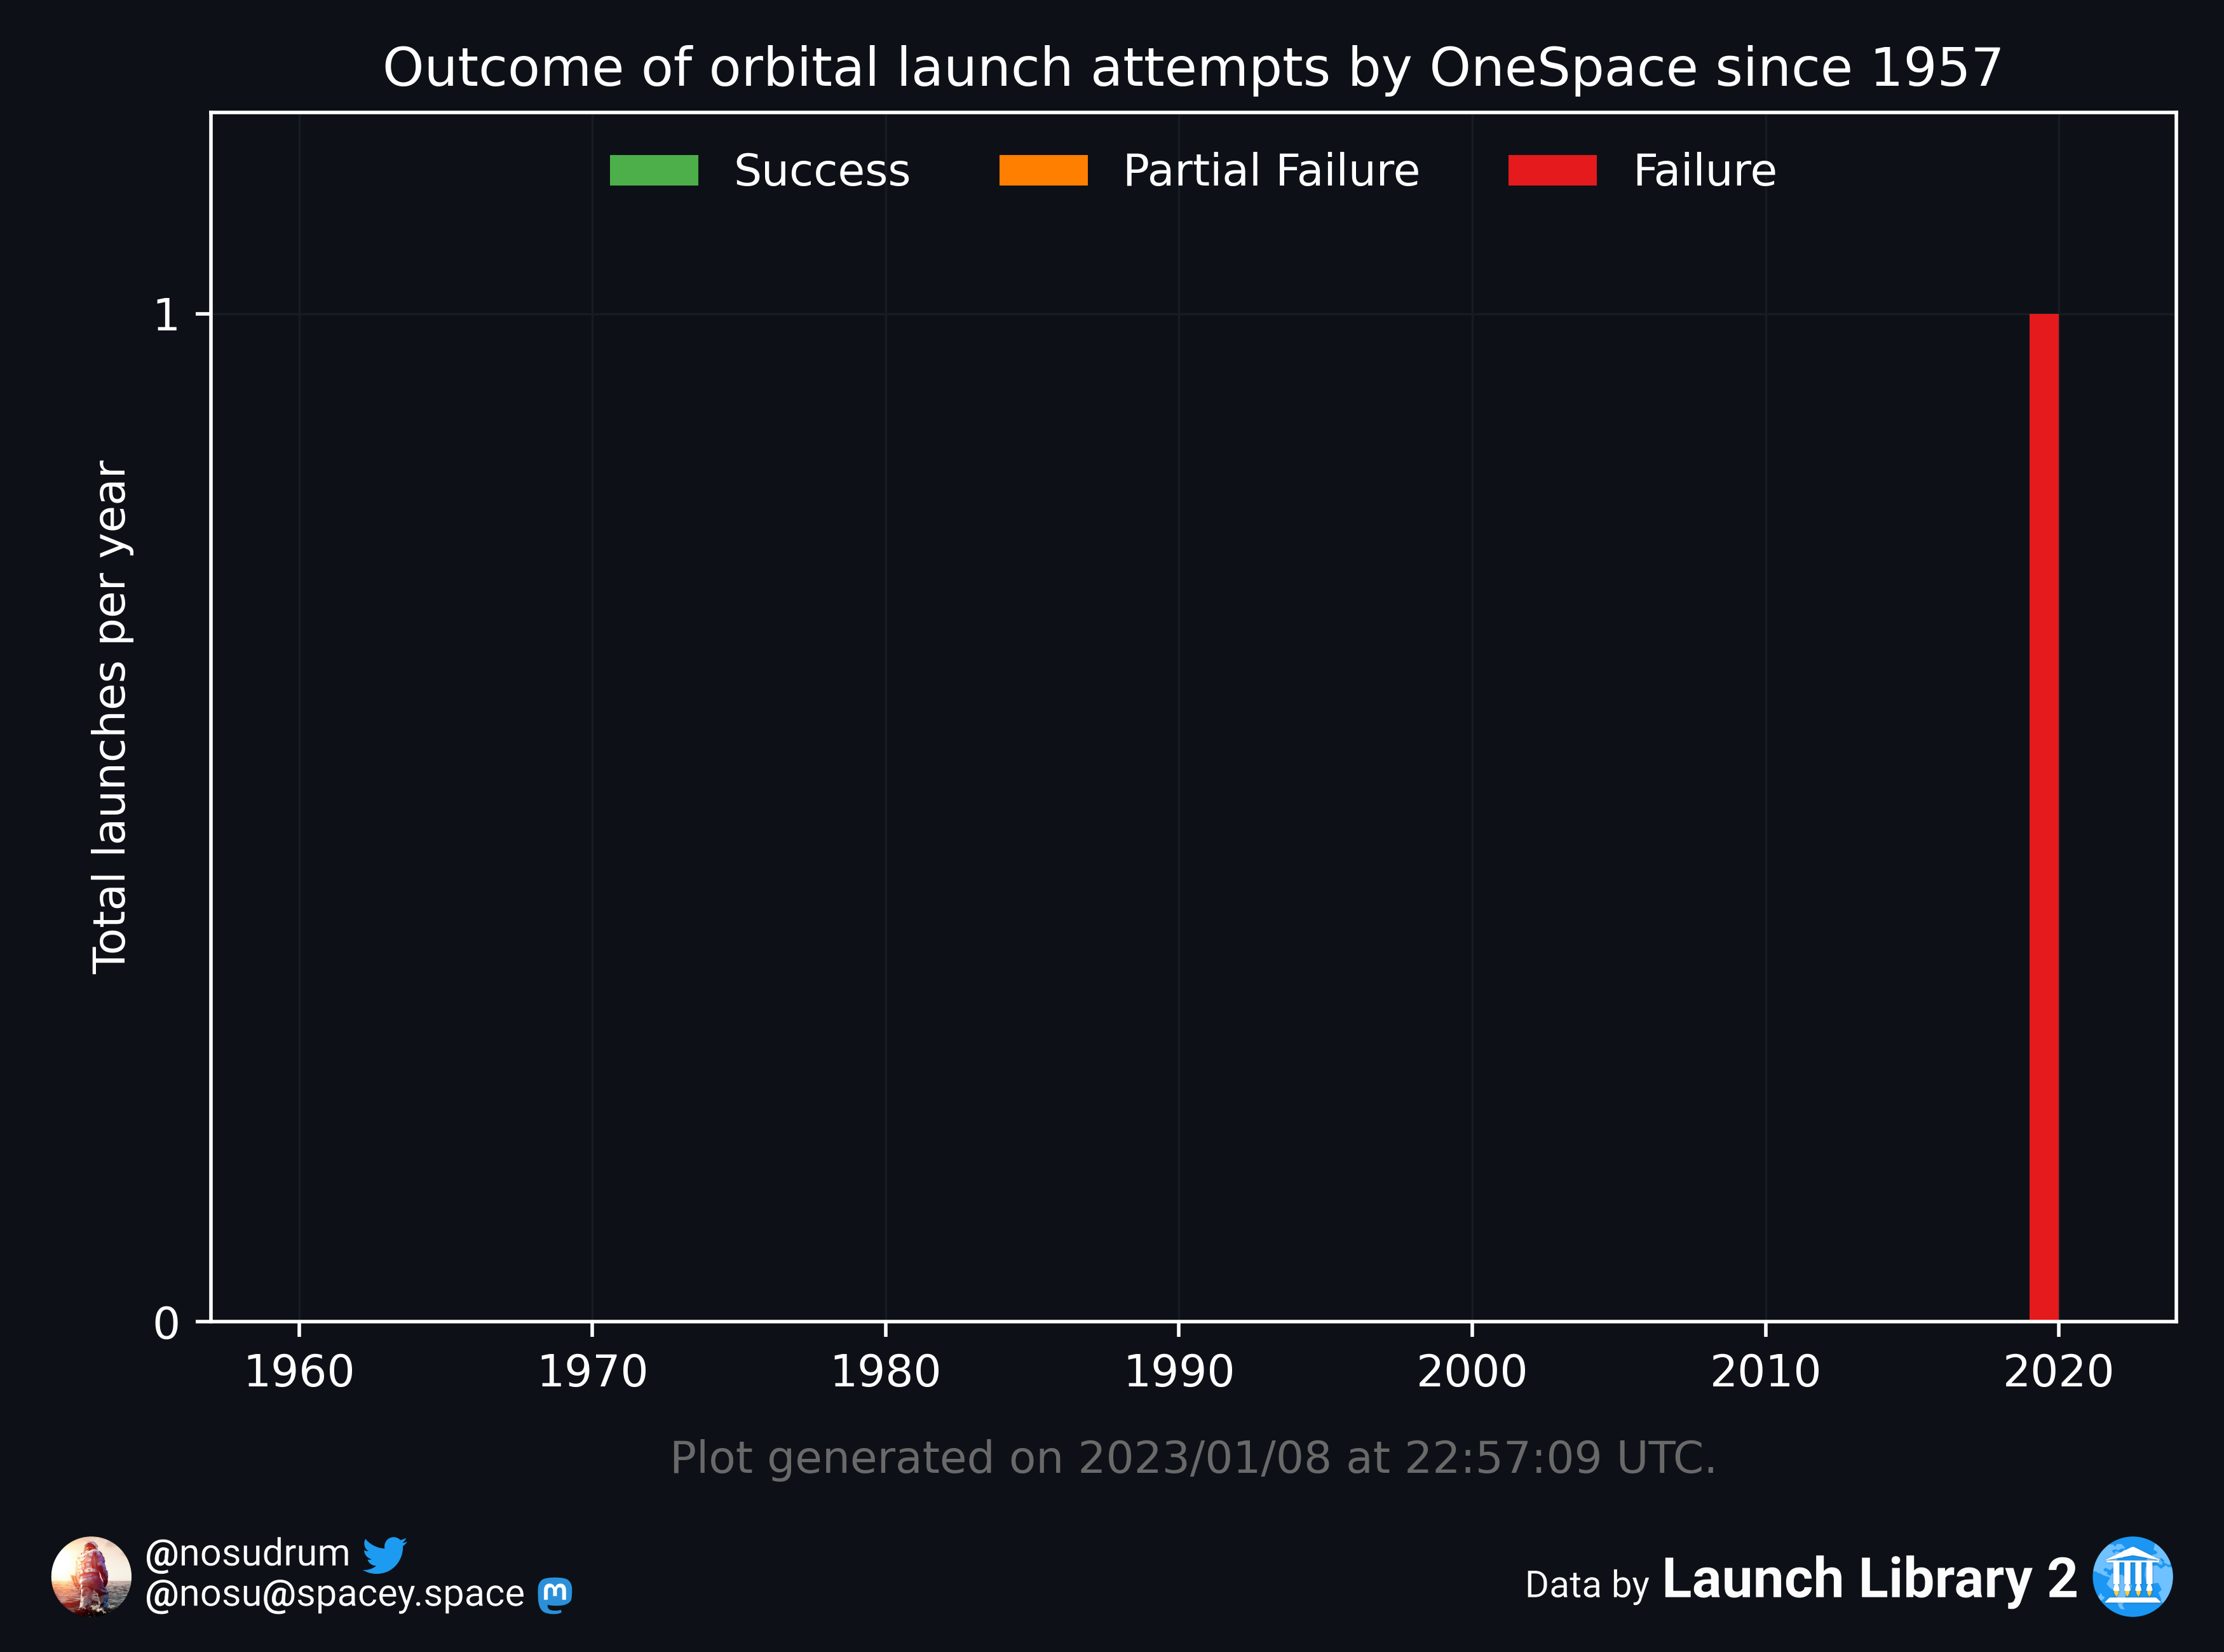 Outcome of orbital launch attempts by OneSpace since 1957
Success Partial Failure Failure
Total launches per year
1
0
1960 1970 1980 1990 2000 2010 2020
Plot generated on 2023/01/08 at 22:57:09 UTC.
@nosudrum
@nosu@spacey.space
Data by Launch Library 2